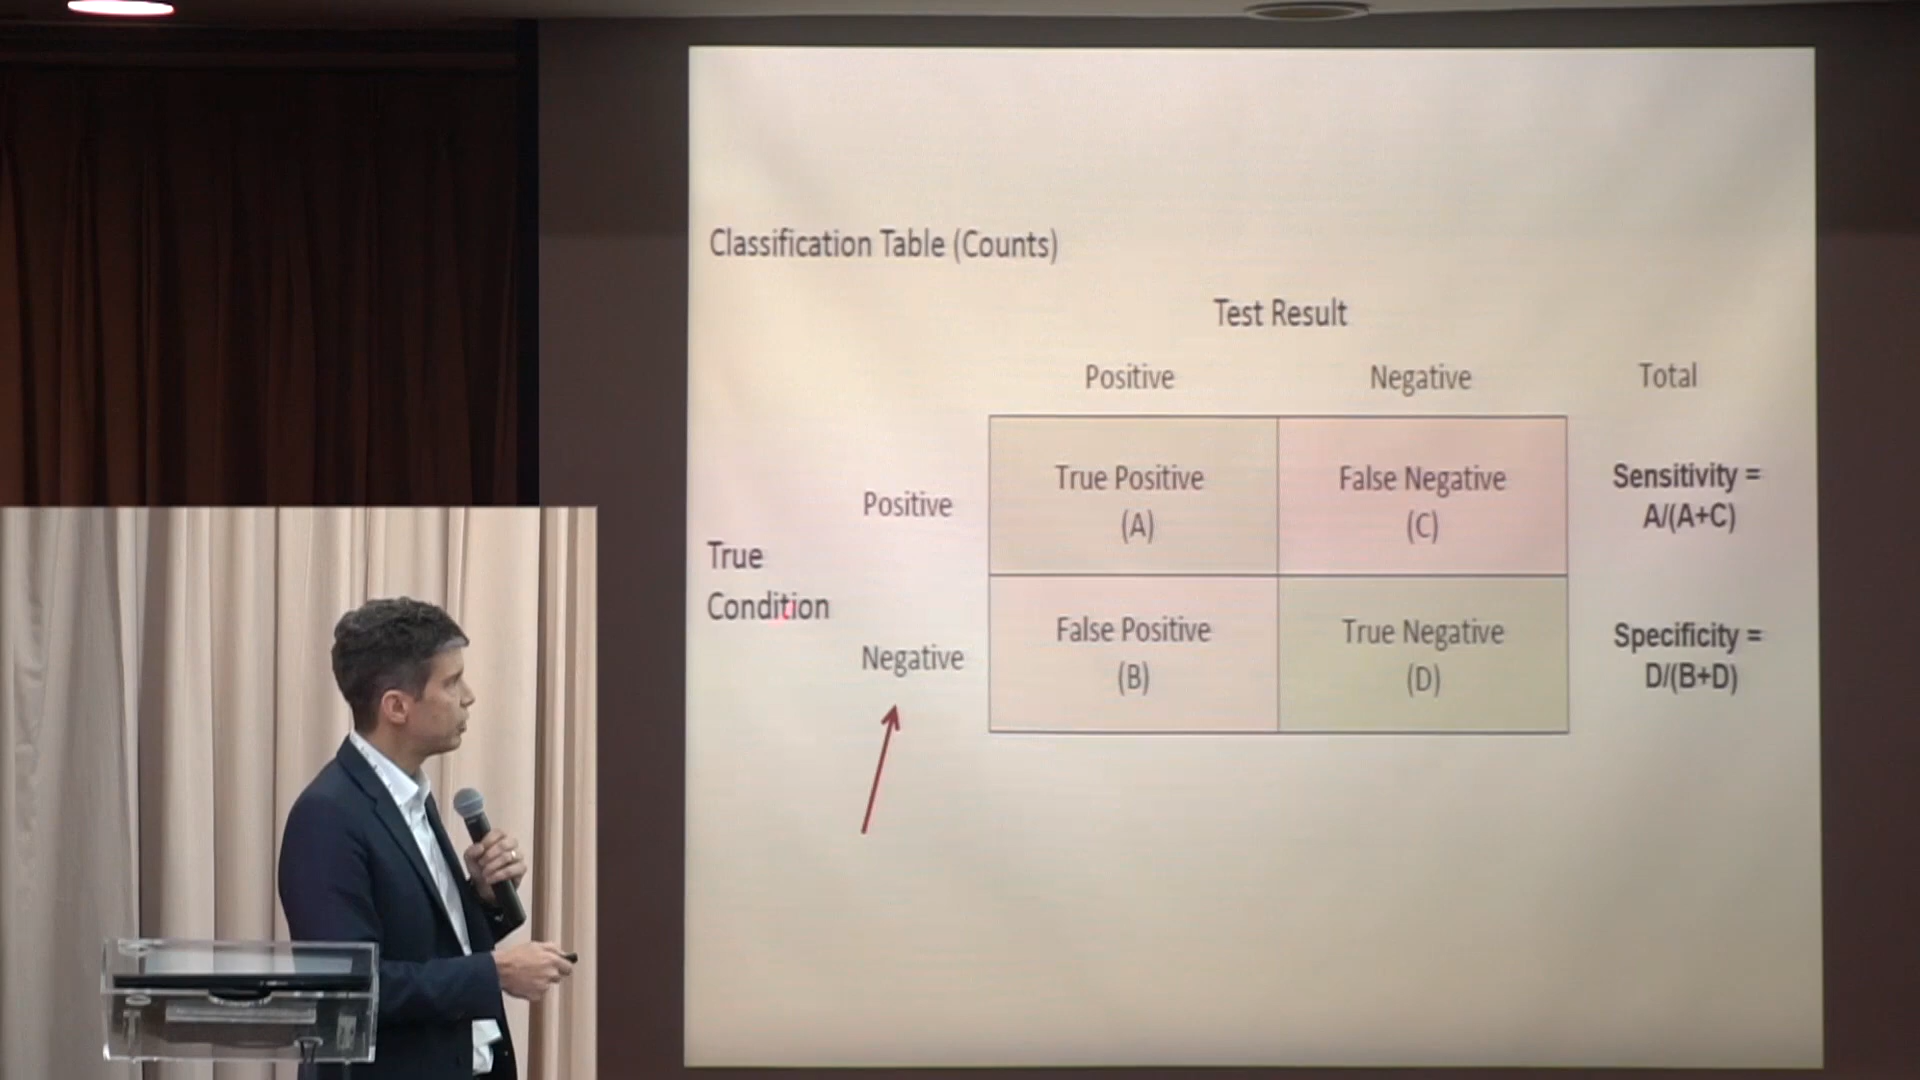 Classification Table (Counts)
Test Result
Positive Negative Total
True Condition
Positive
True Positive
(A)
False Negative
(C)
Sensitivity =
A/(A+C)
Negative
False Positive
(B)
True Negative
(D)
Specificity =
D/(B+D)